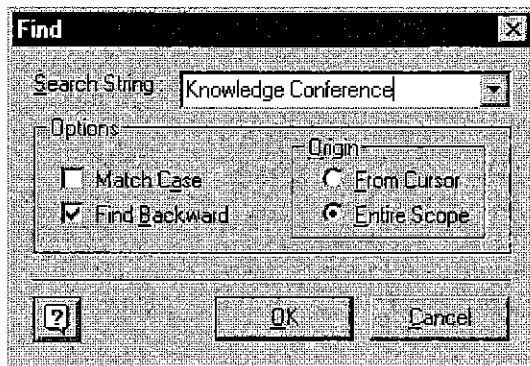 Find
Search String: Knowledge Conference
Options
Origin
Match Case
From Cursor
Find Backward
Entire Scope
?
OK
Cancel